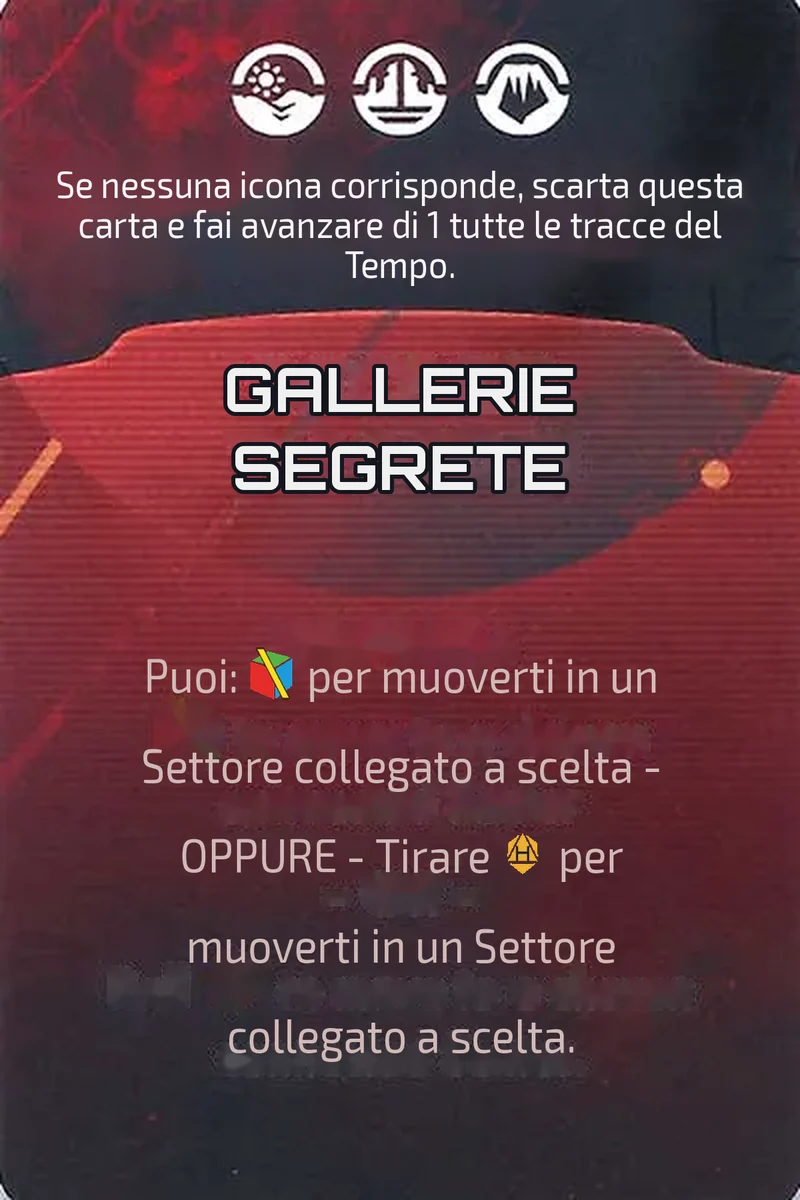 Se nessuna icona corrisponde, scarta questa
carta e fai avanzare di 1 tutte le tracce del
Tempo.
GALLERIE
SEGRETE
Puoi: per muoverti in un
Settore collegato a scelta -
OPPURE - Tirare H per
muoverti in un Settore
collegato a scelta.